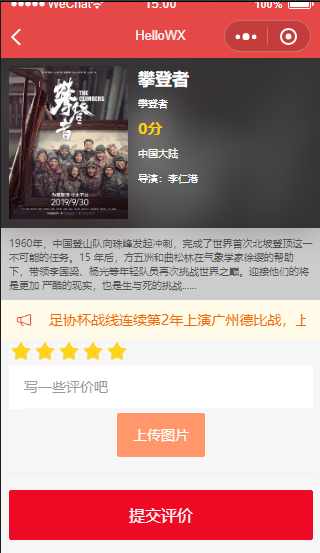 WeChat 15:00 100%
HelloWX
攀登者
THE CLIMBERS
2019/9/30
攀登者
攀登者
0分
中国大陆
导演：李仁港
1960年，中国登山队向珠峰发起冲刺，完成了世界首次北坡登顶这一
不可能的任务。15 年后，方五洲和曲松林在气象学家徐缨的帮助
下，带领李国梁、杨光等年轻队员再次挑战世界之巅。迎接他们的将
是更加 严酷的现实，也是生与死的挑战......
足协杯战线连续第2年上演广州德比战，上
写一些评价吧
上传图片
提交评价